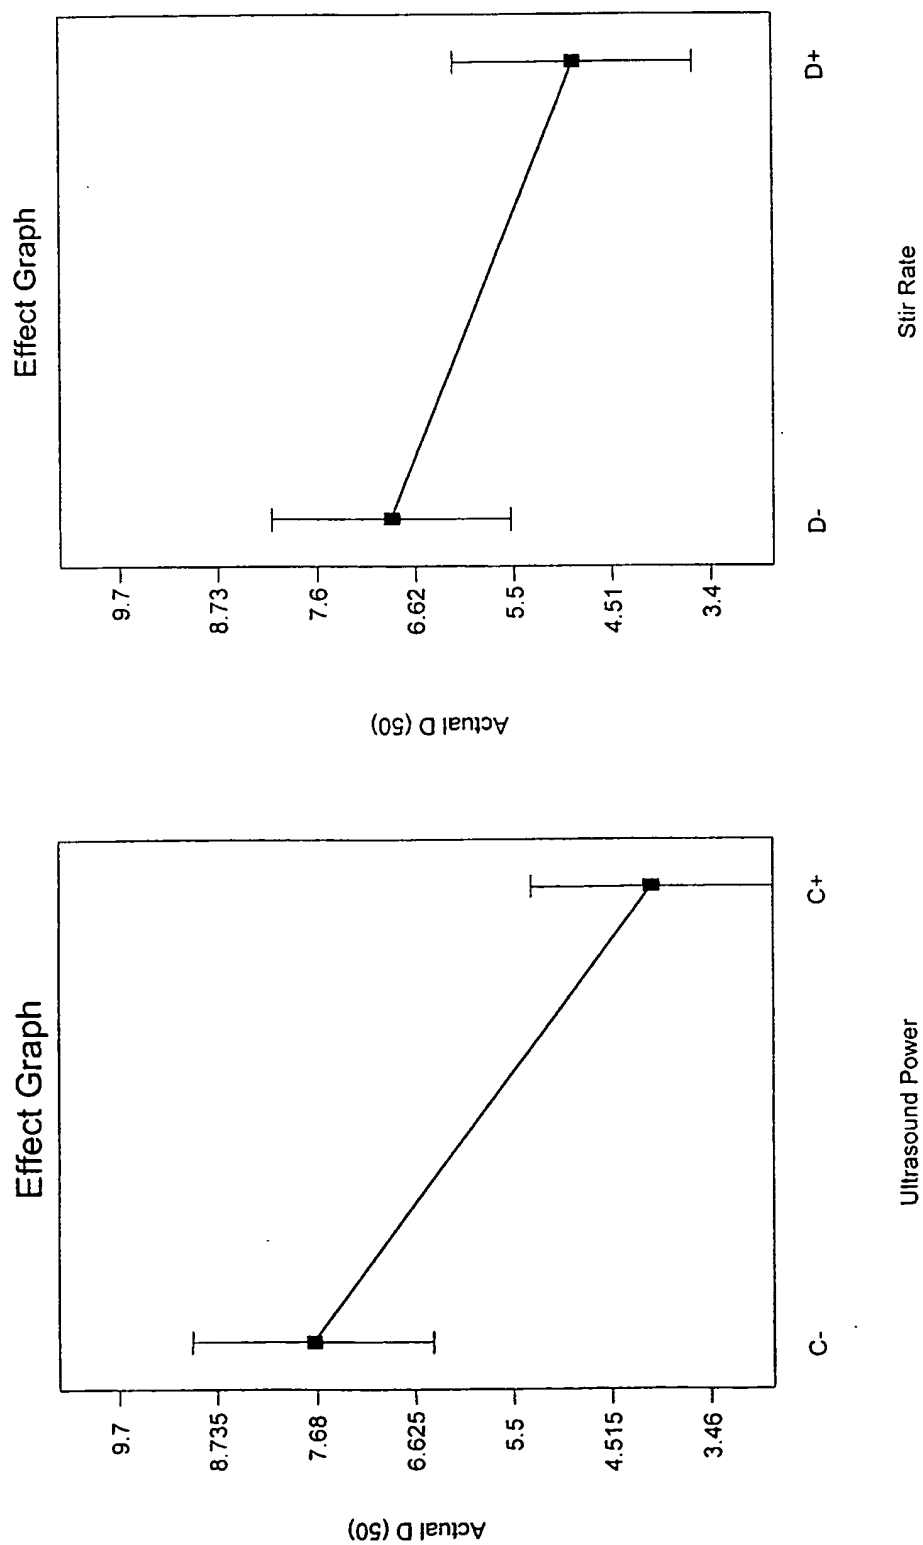 Effect Graph
Actual D (50)
9.7
8.735
7.68
6.625
5.5
4.515
3.46
C-
C+
Ultrasound Power
Effect Graph
Actual D (50)
9.7
8.73
7.6
6.62
5.5
4.51
3.4
D-
D+
Stir Rate